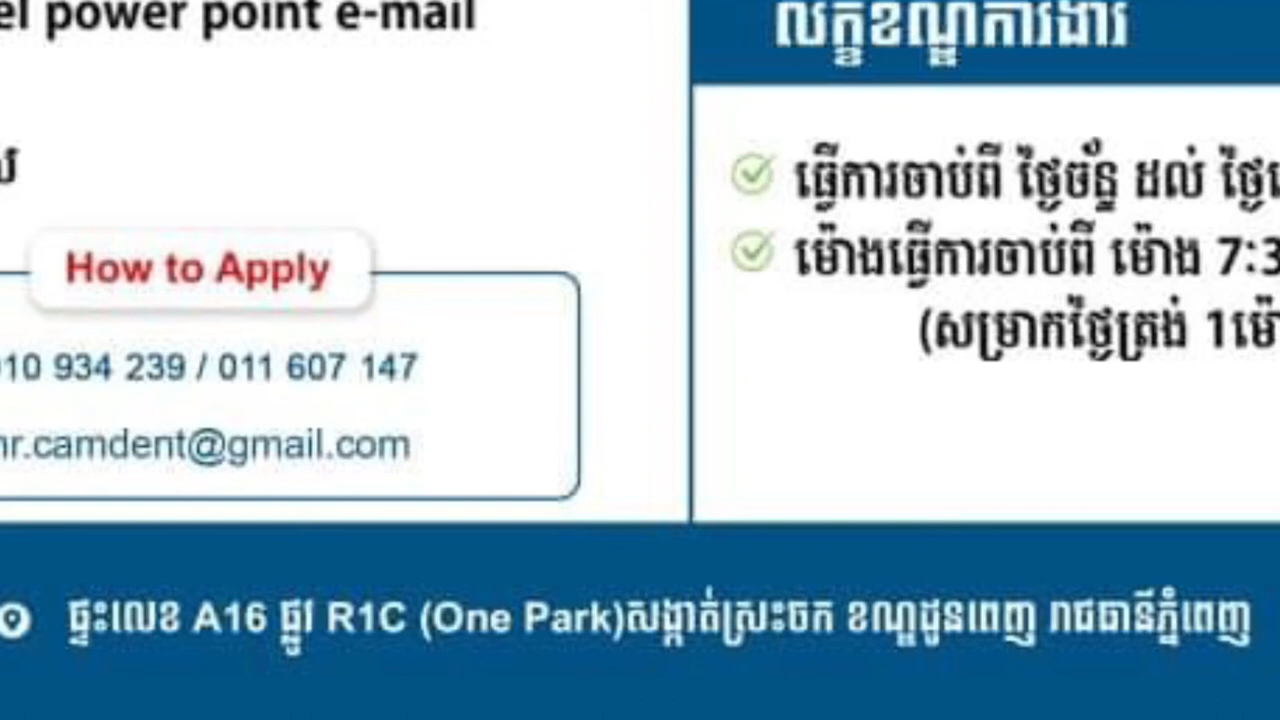 power point e-mail
How to Apply
10 934 239 / 011 607 147
hr.camdent@gmail.com
លក្ខខណ្ឌការងារ
ធ្វើការចាប់ពី ថ្ងៃច័ន្ទ ដល់
ម៉ោងធ្វើការចាប់ពី ម៉ោង 7:3
(សម្រាកថ្ងៃត្រង់ 1ម៉ោ
ផ្ទះលេខ A16 ផ្លូវ R1C (One Park)សង្កាត់ស្រះចក ខណ្ឌដូនពេញ រាជធានីភ្នំពេញ